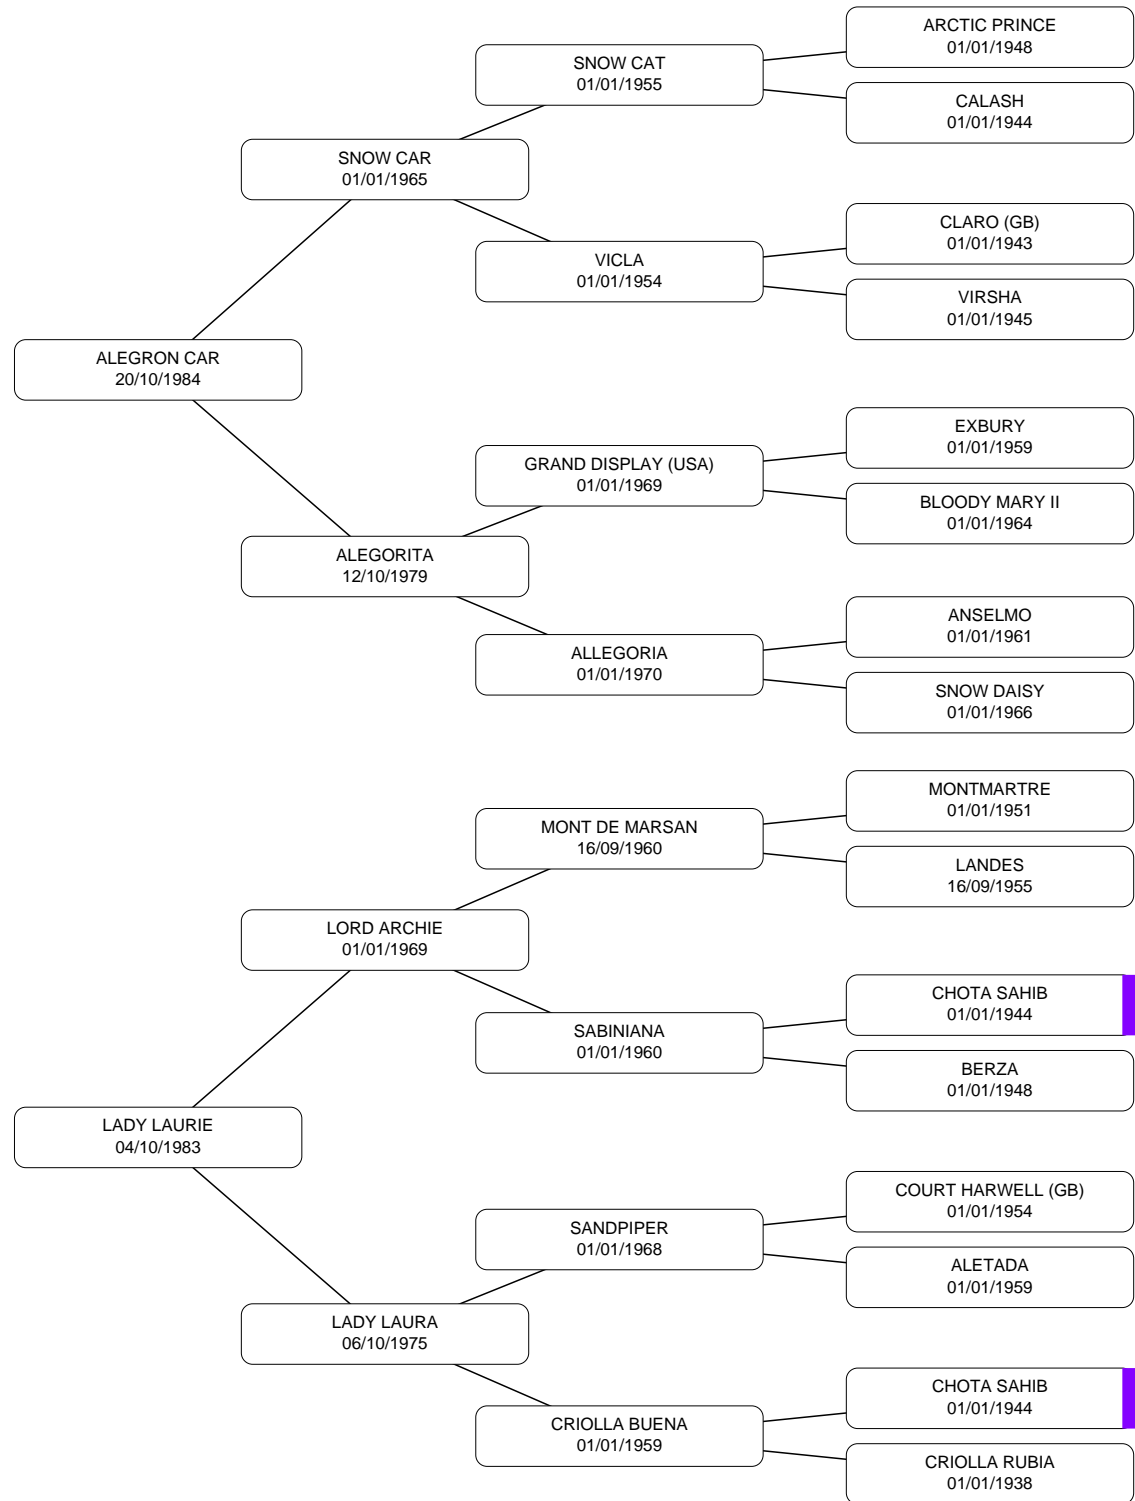 ARCTIC PRINCE
01/01/1948
SNOW CAT
01/01/1955
CALASH
01/01/1944
SNOW CAR
01/01/1965
CLARO (GB)
01/01/1943
VICLA
01/01/1954
VIRSHA
01/01/1945
ALEGRON CAR
20/10/1984
EXBURY
01/01/1959
GRAND DISPLAY (USA)
01/01/1969
BLOODY MARY II
01/01/1964
ALEGORITA
12/10/1979
ANSELMO
01/01/1961
ALLEGORIA
01/01/1970
SNOW DAISY
01/01/1966
MONTMARTRE
01/01/1951
MONT DE MARSAN
16/09/1960
LANDES
16/09/1955
LORD ARCHIE
01/01/1969
CHOTA SAHIB
01/01/1944
SABINIANA
01/01/1960
BERZA
01/01/1948
LADY LAURIE
04/10/1983
COURT HARWELL (GB)
01/01/1954
SANDPIPER
01/01/1968
ALETADA
01/01/1959
LADY LAURA
06/10/1975
CHOTA SAHIB
01/01/1944
CRIOLLA BUENA
01/01/1959
CRIOLLA RUBIA
01/01/1938